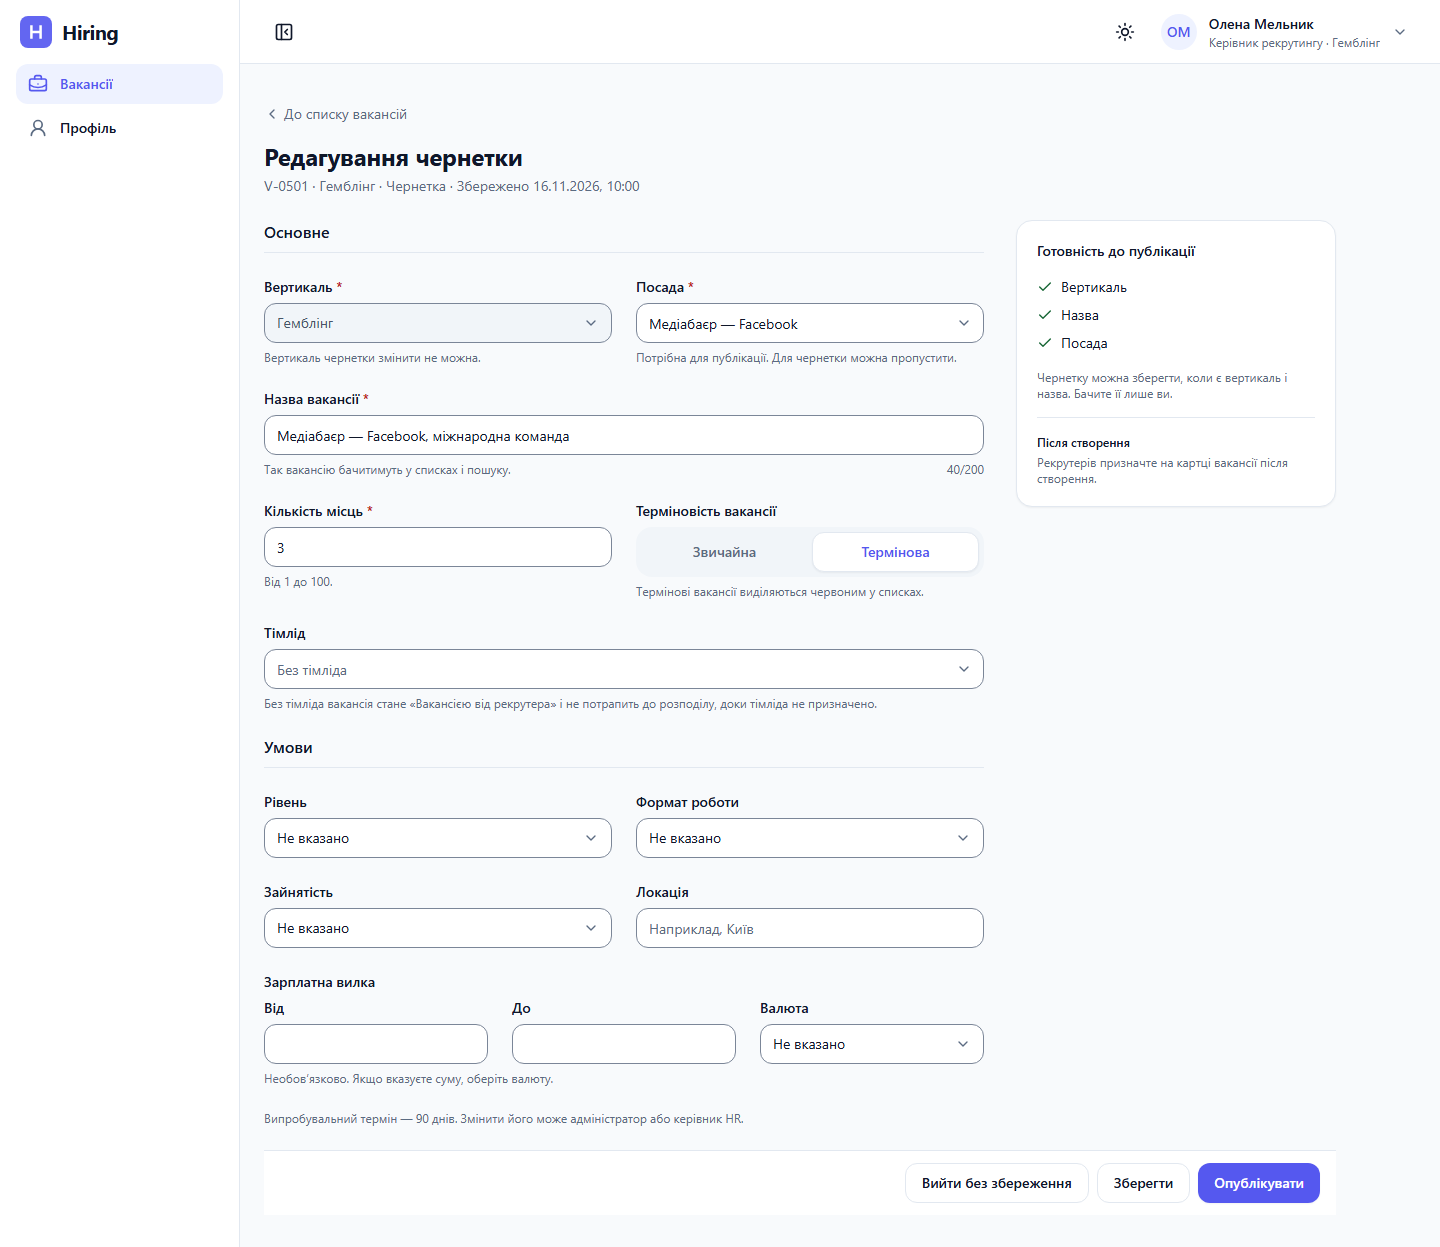 H Hiring
Вакансії
Профіль
ОМ
Олена Мельник
Керівник рекрутингу · Гемблінг
До списку вакансій
Редагування чернетки
V-0501 · Гемблінг · Чернетка · Збережено 16.11.2026, 10:00
Основне
Вертикаль *
Гемблінг
Вертикаль чернетки змінити не можна.
Посада *
Медіабаєр — Facebook
Потрібна для публікації. Для чернетки можна пропустити.
Назва вакансії *
Медіабаєр — Facebook, міжнародна команда
Так вакансію бачитимуть у списках і пошуку.
40/200
Кількість місць *
3
Від 1 до 100.
Терміновість вакансії
Звичайна
Термінова
Термінові вакансії виділяються червоним у списках.
Тімлід
Без тімліда
Без тімліда вакансія стане «Вакансією від рекрутера» і не потрапить до розподілу, доки тімліда не призначено.
Умови
Рівень
Не вказано
Формат роботи
Не вказано
Зайнятість
Не вказано
Локація
Наприклад, Київ
Зарплатна вилка
Від
До
Валюта
Не вказано
Необов'язково. Якщо вказуєте суму, оберіть валюту.
Випробувальний термін — 90 днів. Змінити його може адміністратор або керівник HR.
Вийти без збереження
Зберегти
Опублікувати
Готовність до публікації
Вертикаль
Назва
Посада
Чернетку можна зберегти, коли є вертикаль і
назва. Бачите її лише ви.
Після створення
Рекрутерів призначте на картці вакансії після
створення.